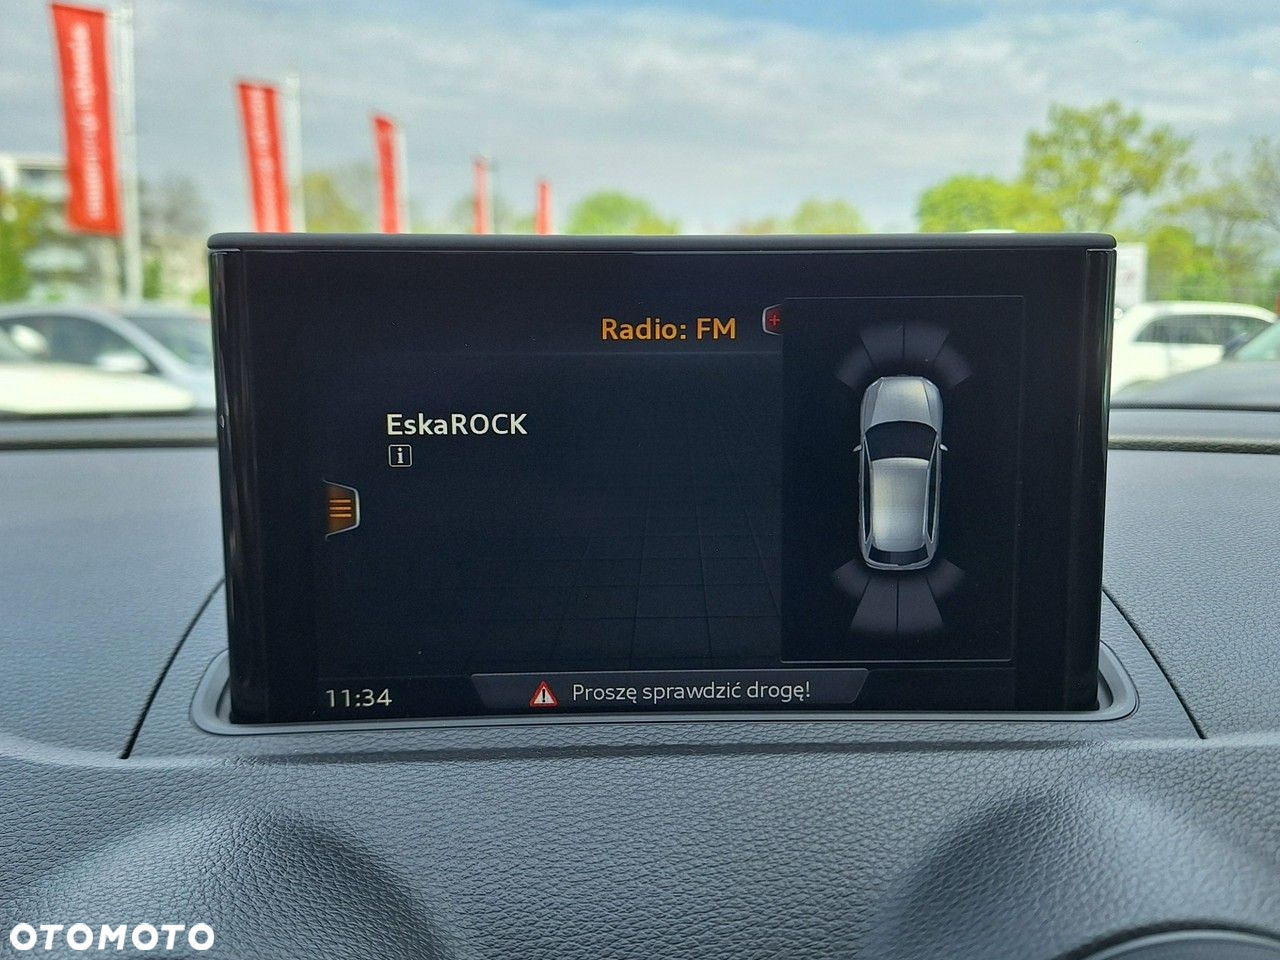 Radio: FM
EskaROCK
11:34
Proszę sprawdzić drogę!
OTOMOTO